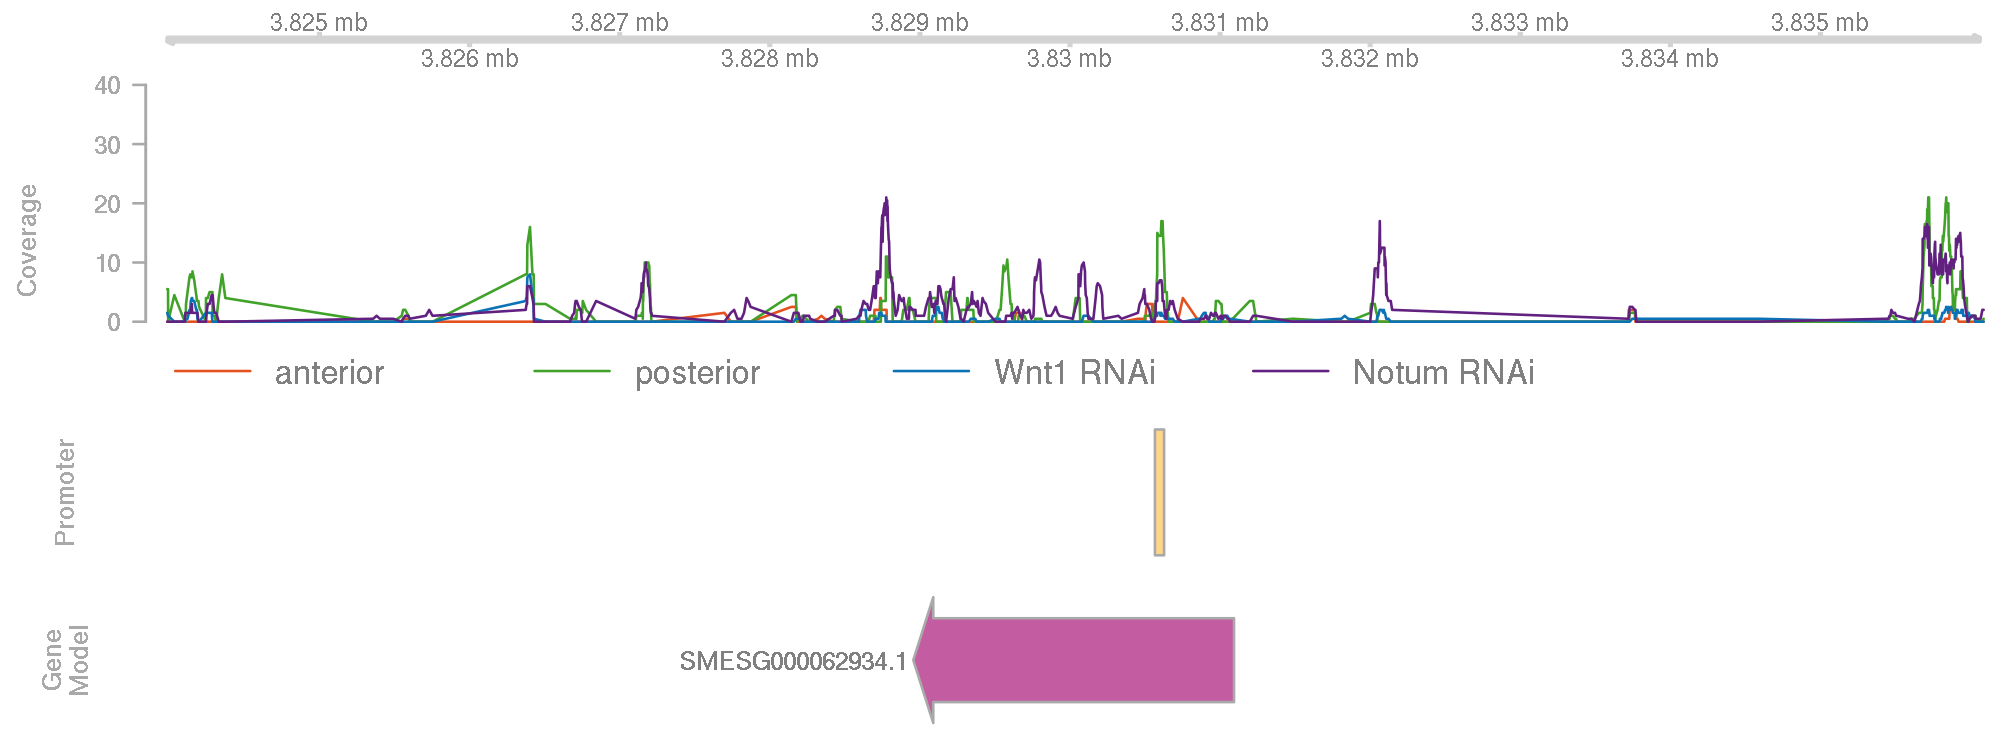 3.825 mb 3.827 mb 3.829 mb 3.831 mb 3.833 mb 3.835 mb
3.826 mb 3.828 mb 3.83 mb 3.832 mb 3.834 mb
40
30
20
10
0
Coverage
anterior posterior Wnt1 RNAi Notum RNAi
Promoter
Gene
Model
SMESG000062934.1